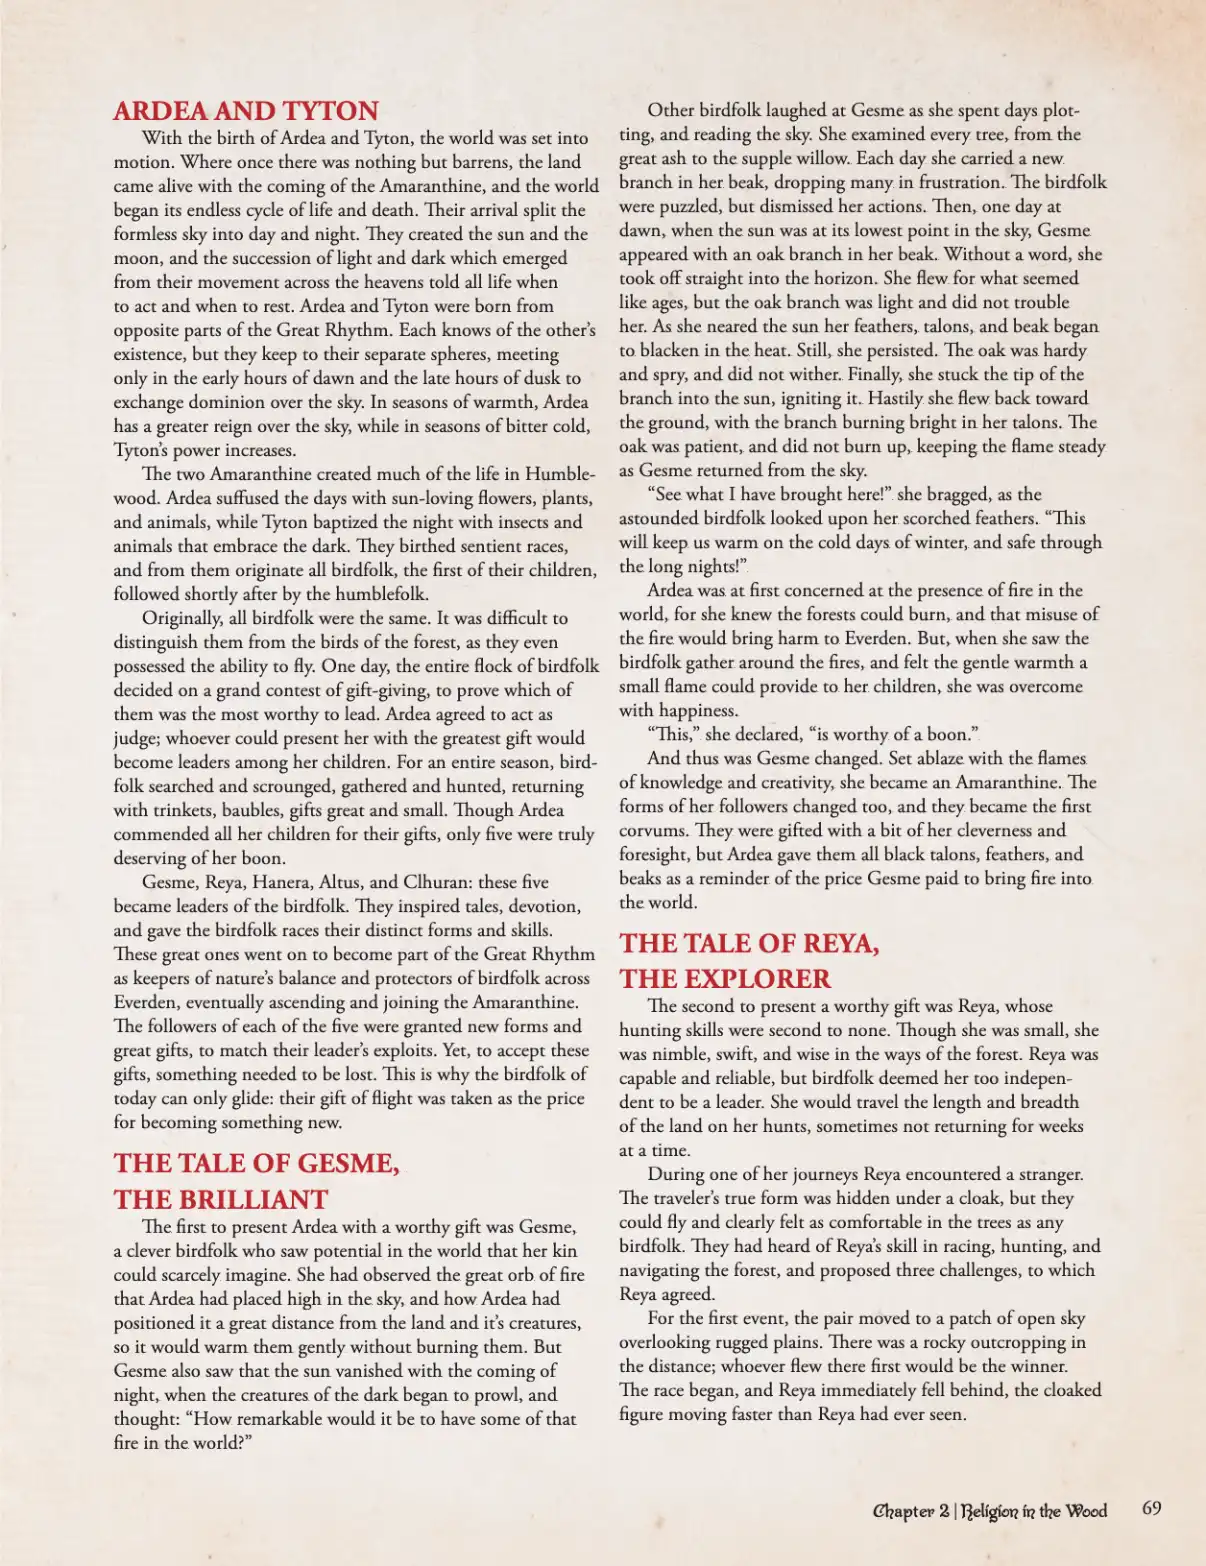 ARDEA AND TYTON
With the birth of Ardea and Tyton, the world was set into
motion. Where once there was nothing but barrens, the land
came alive with the coming of the Amaranthine, and the world
began its endless cycle of life and death. Their arrival split the
formless sky into day and night. They created the sun and the
moon, and the succession of light and dark which emerged
from their movement across the heavens told all life when
to act and when to rest. Ardea and Tyton were born from
opposite parts of the Great Rhythm. Each knows of the other's
existence, but they keep to their separate spheres, meeting
only in the early hours of dawn and the late hours of dusk to
exchange dominion over the sky. In seasons of warmth, Ardea
has a greater reign over the sky, while in seasons of bitter cold,
Tyton's power increases.
The two Amaranthine created much of the life in Humble-
wood. Ardea suffused the days with sun-loving flowers, plants,
and animals, while Tyton baptized the night with insects and
animals that embrace the dark. They birthed sentient races,
and from them originate all birdfolk, the first of their children,
followed shortly after by the humblefolk.
Originally, all birdfolk were the same. It was difficult to
distinguish them from the birds of the forest, as they even
possessed the ability to fly. One day, the entire flock of birdfolk
decided on a grand contest of gift-giving, to prove which of
them was the most worthy to lead. Ardea agreed to act as
judge; whoever could present her with the greatest gift would
become leaders among her children. For an entire season, bird-
folk searched and scrounged, gathered and hunted, returning
with trinkets, baubles, gifts great and small. Though Ardea
commended all her children for their gifts, only five were truly
deserving of her boon.
Gesme, Reya, Hanera, Altus, and Clhuran: these five
became leaders of the birdfolk. They inspired tales, devotion,
and gave the birdfolk races their distinct forms and skills.
These great ones went on to become part of the Great Rhythm
as keepers of nature's balance and protectors of birdfolk across
Everden, eventually ascending and joining the Amaranthine.
The followers of each of the five were granted new forms and
great gifts, to match their leader's exploits. Yet, to accept these
gifts, something needed to be lost. This is why the birdfolk of
today can only glide: their gift of flight was taken as the price
for becoming something new.
THE TALE OF GESME,
THE BRILLIANT
The first to present Ardea with a worthy gift was Gesme,
a clever birdfolk who saw potential in the world that her kin
could scarcely imagine. She had observed the great orb of fire
that Ardea had placed high in the sky, and how Ardea had
positioned it a great distance from the land and it's creatures,
so it would warm them gently without burning them. But
Gesme also saw that the sun vanished with the coming of
night, when the creatures of the dark began to prowl, and
thought: “How remarkable would it be to have some of that
fire in the world?”
Other birdfolk laughed at Gesme as she spent days plot-
ting, and reading the sky. She examined every tree, from the
great ash to the supple willow. Each day she carried a new
branch in her beak, dropping many in frustration. The birdfolk
were puzzled, but dismissed her actions. Then, one day at
dawn, when the sun was at its lowest point in the sky, Gesme
appeared with an oak branch in her beak. Without a word, she
took off straight into the horizon. She flew for what seemed
like ages, but the oak branch was light and did not trouble
her. As she neared the sun her feathers, talons, and beak began
to blacken in the heat. Still, she persisted. The oak was hardy
and spry, and did not wither. Finally, she stuck the tip of the
branch into the sun, igniting it. Hastily she flew back toward
the ground, with the branch burning bright in her talons. The
oak was patient, and did not burn up, keeping the flame steady
as Gesme returned from the sky.
“See what I have brought here!” she bragged, as the
astounded birdfolk looked upon her scorched feathers. “This
will keep us warm on the cold days of winter, and safe through
the long nights!”
Ardea was at first concerned at the presence of fire in the
world, for she knew the forests could burn, and that misuse of
the fire would bring harm to Everden. But, when she saw the
birdfolk gather around the fires, and felt the gentle warmth a
small flame could provide to her children, she was overcome
with happiness.
“This,” she declared, “is worthy of a boon.”
And thus was Gesme changed. Set ablaze with the flames
of knowledge and creativity, she became an Amaranthine. The
forms of her followers changed too, and they became the first
corvums. They were gifted with a bit of her cleverness and
foresight, but Ardea gave them all black talons, feathers, and
beaks as a reminder of the price Gesme paid to bring fire into
the world.
THE TALE OF REYA,
THE EXPLORER
The second to present a worthy gift was Reya, whose
hunting skills were second to none. Though she was small, she
was nimble, swift, and wise in the ways of the forest. Reya was
capable and reliable, but birdfolk deemed her too indepen-
dent to be a leader. She would travel the length and breadth
of the land on her hunts, sometimes not returning for weeks
at a time.
During one of her journeys Reya encountered a stranger.
The traveler's true form was hidden under a cloak, but they
could fly and clearly felt as comfortable in the trees as any
birdfolk. They had heard of Reya's skill in racing, hunting, and
navigating the forest, and proposed three challenges, to which
Reya agreed.
For the first event, the pair moved to a patch of open sky
overlooking rugged plains. There was a rocky outcropping in
the distance; whoever flew there first would be the winner.
The race began, and Reya immediately fell behind, the cloaked
figure moving faster than Reya had ever seen.
Chapter 2 | Religion in the Wood 69